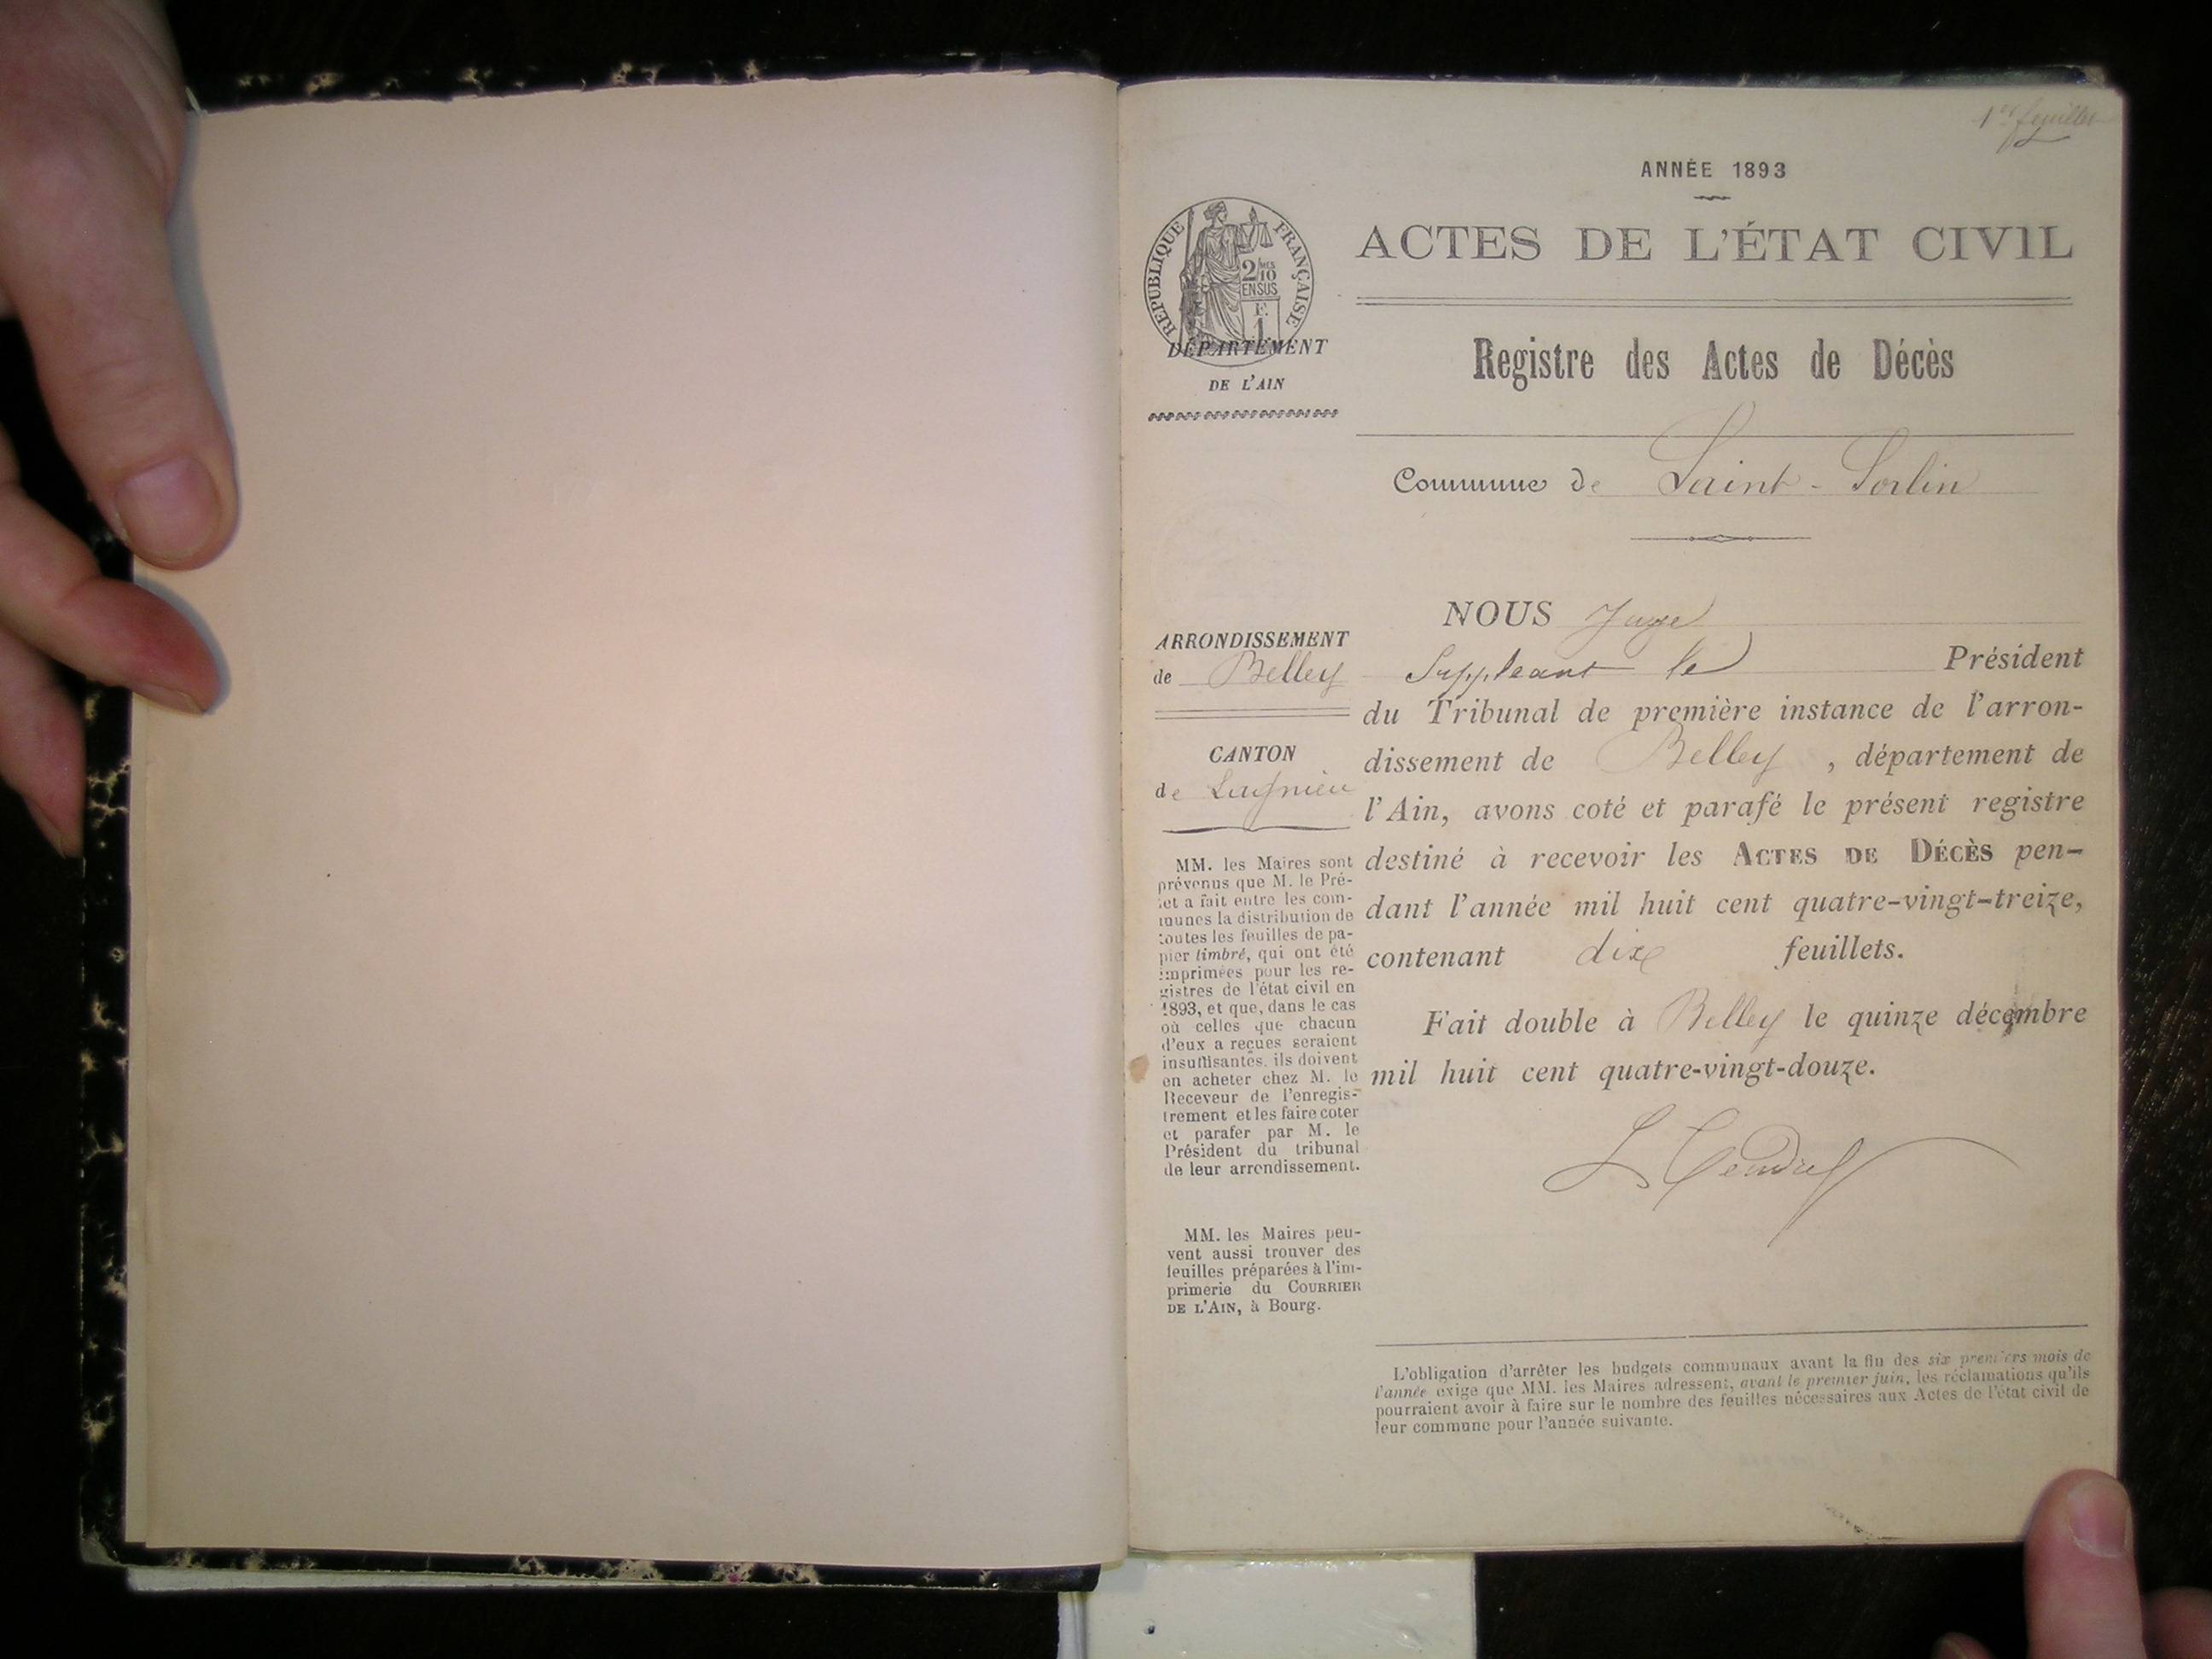 1er feuillet
ANNÉE 1893
ACTES DE L'ÉTAT CIVIL
RÉPUBLIQUE FRANÇAISE
2/10 MES
EN SUS
F.
1
DÉPARTEMENT
DE L'AIN
Registre des Actes de Décès
Commune de Saint-Sorlin
ARRONDISSEMENT
de Belley
CANTON
de Lagnieu
MM. les Maires sont
prévenus que M. le Pré-
fet a fait entre les com-
munes la distribution de
toutes les feuilles de pa-
pier timbré, qui ont été
imprimées pour les re-
gistres de l'état civil en
1893, et que, dans le cas
où celles que chacun
d'eux a reçues seraient
insuffisantes, ils doivent
en acheter chez M. le
Receveur de l'enregis-
trement et les faire coter
et parafer par M. le
Président du tribunal
de leur arrondissement.
MM. les Maires peu-
vent aussi trouver des
feuilles préparées à l'im-
primerie du COURRIER
DE L'AIN, à Bourg.
NOUS Juge
Suppléant le Président
du Tribunal de première instance de l'arron-
dissement de Belley, département de
l'Ain, avons coté et parafé le présent registre
destiné à recevoir les ACTES DE DÉCÈS pen-
dant l'année mil huit cent quatre-vingt-treize,
contenant dix feuillets.
Fait double à Belley le quinze décembre
mil huit cent quatre-vingt-douze.
L'obligation d'arrêter les budgets communaux avant la fin des six premiers mois de
l'année exige que MM. les Maires adressent, avant le premier juin, les réclamations qu'ils
pourraient avoir à faire sur le nombre des feuilles nécessaires aux Actes de l'état civil de
leur commune pour l'année suivante.